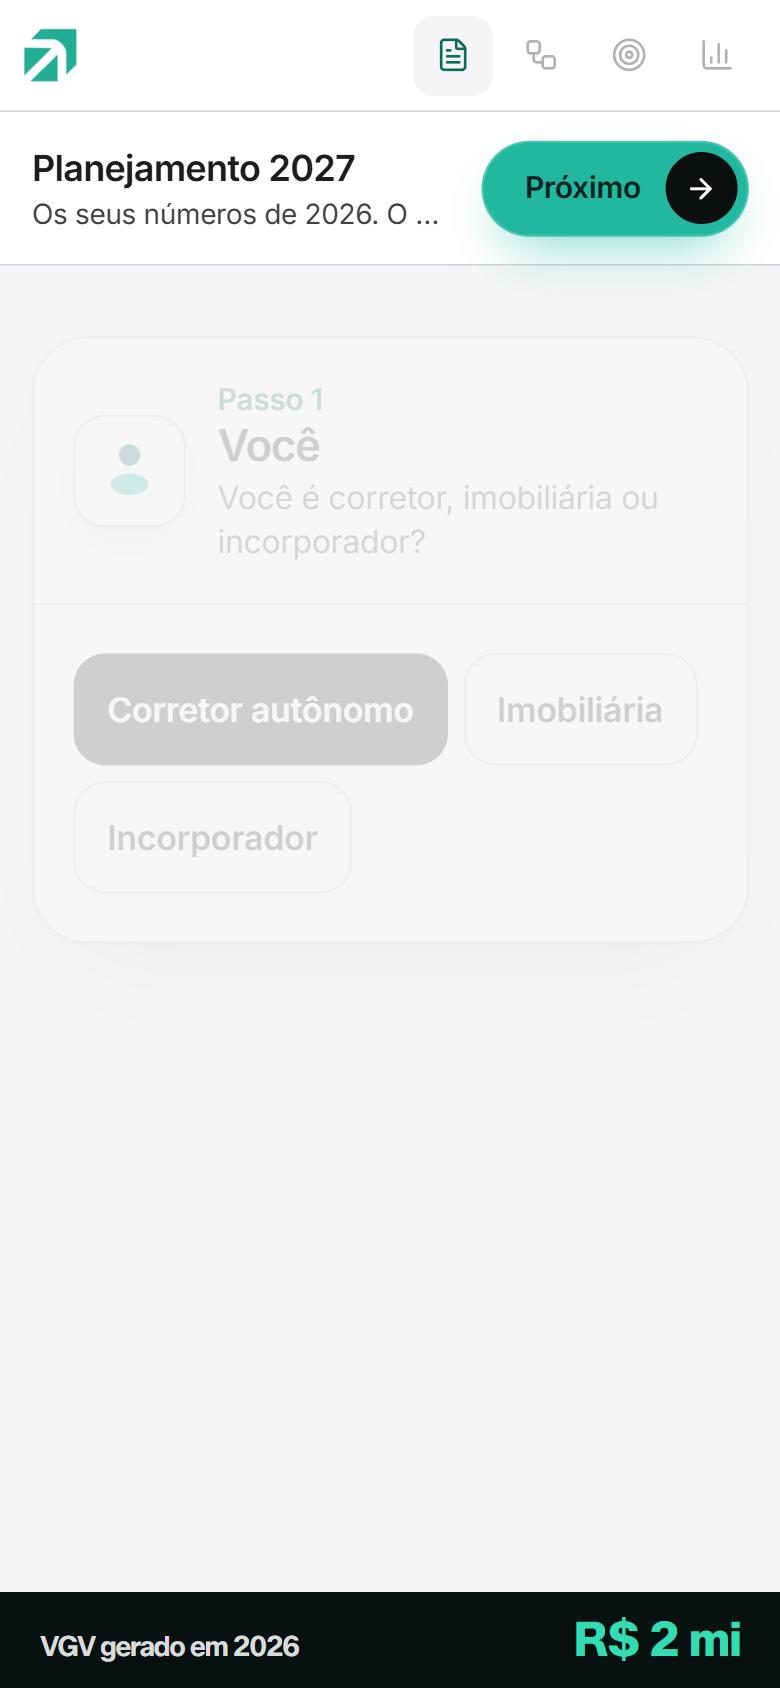 Planejamento 2027
Os seus números de 2026. O ...
Próximo
Passo 1
Você
Você é corretor, imobiliária ou
incorporador?
Corretor autônomo
Imobiliária
Incorporador
VGV gerado em 2026
R$ 2 mi